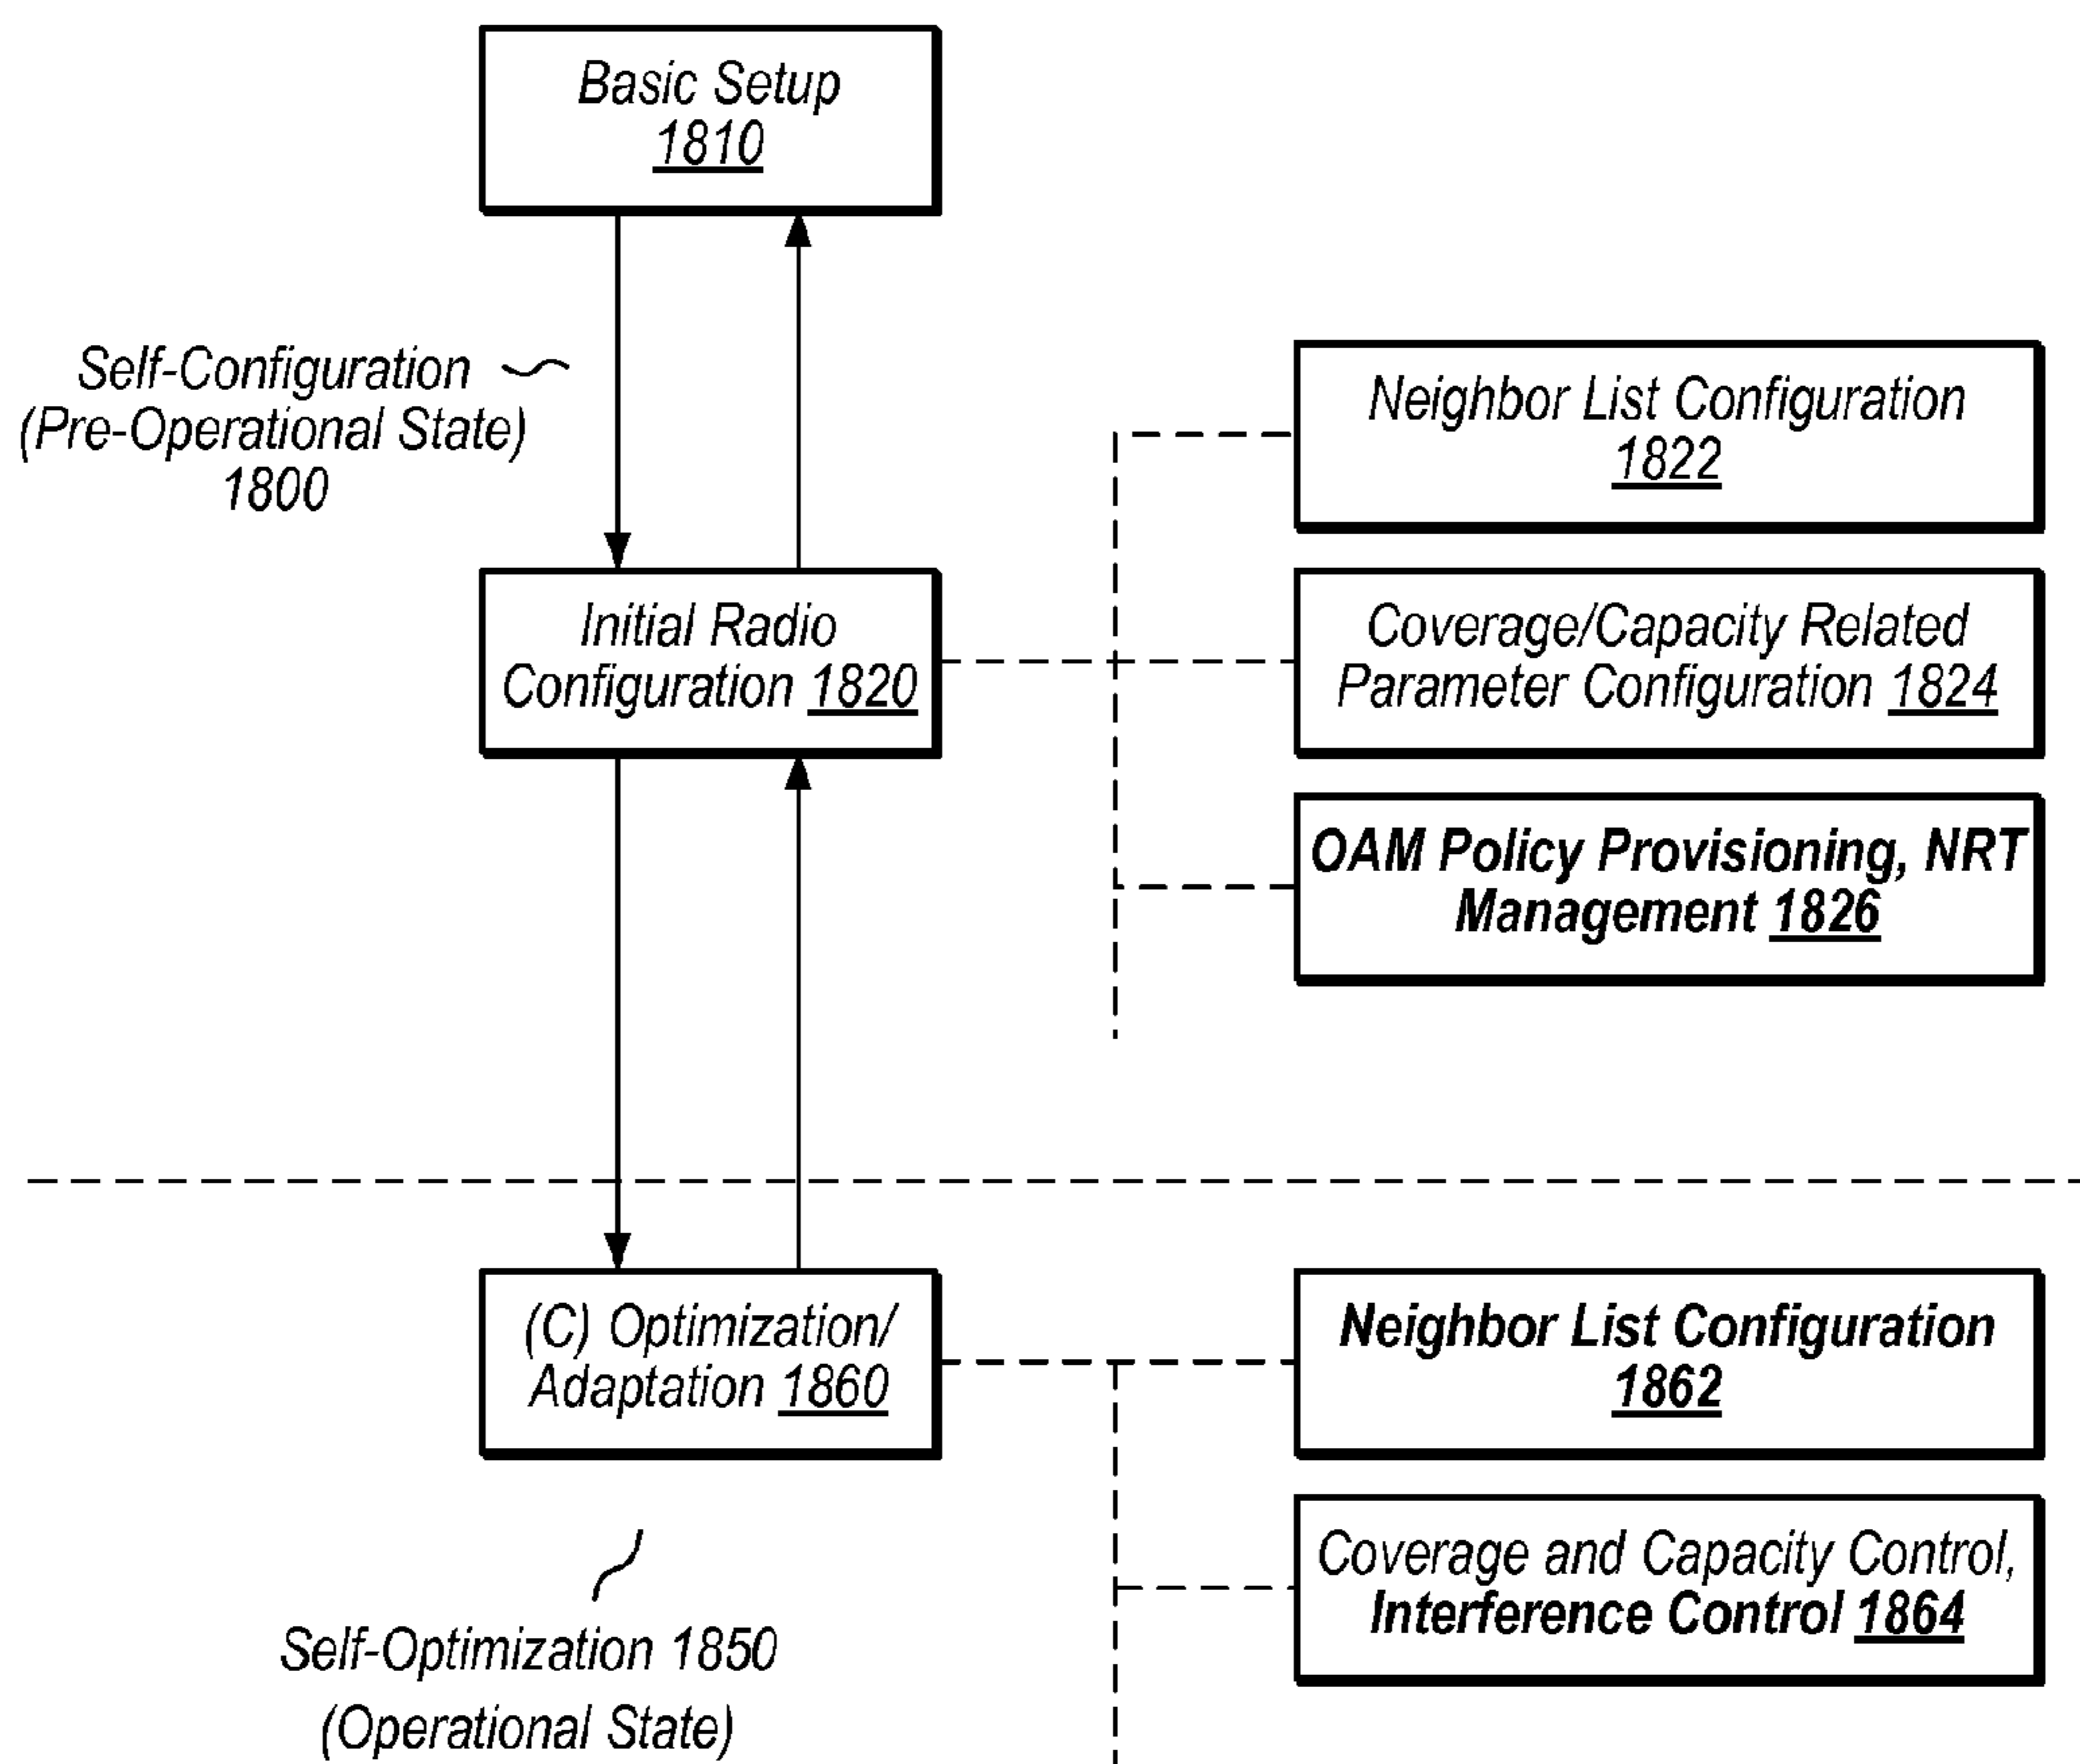 Basic Setup
1810
Self-Configuration
(Pre-Operational State)
1800
Neighbor List Configuration
1822
Initial Radio
Configuration 1820
Coverage/Capacity Related
Parameter Configuration 1824
OAM Policy Provisioning, NRT
Management 1826
(C) Optimization/
Adaptation 1860
Neighbor List Configuration
1862
Coverage and Capacity Control,
Interference Control 1864
Self-Optimization 1850
(Operational State)